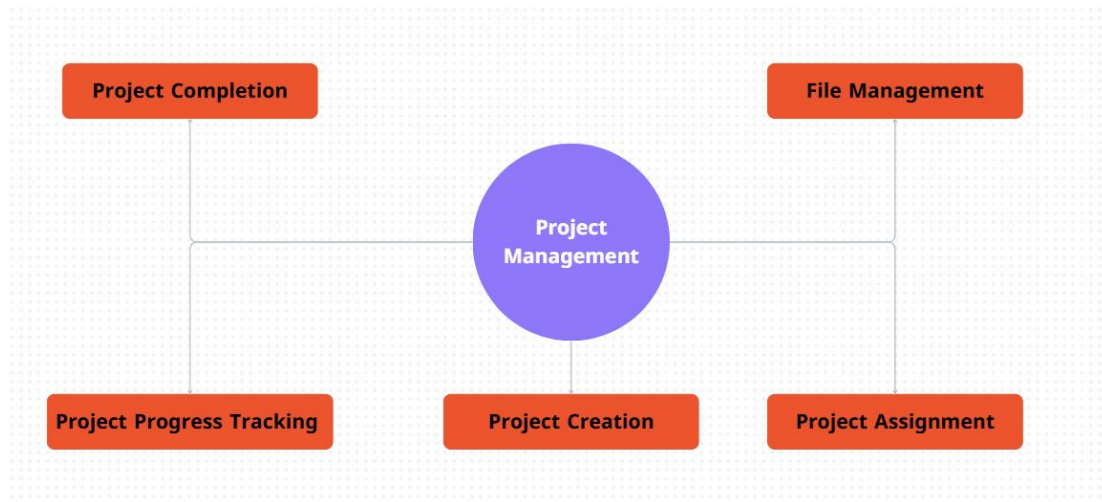 Project Completion
File Management
Project
Management
Project Progress Tracking
Project Creation
Project Assignment